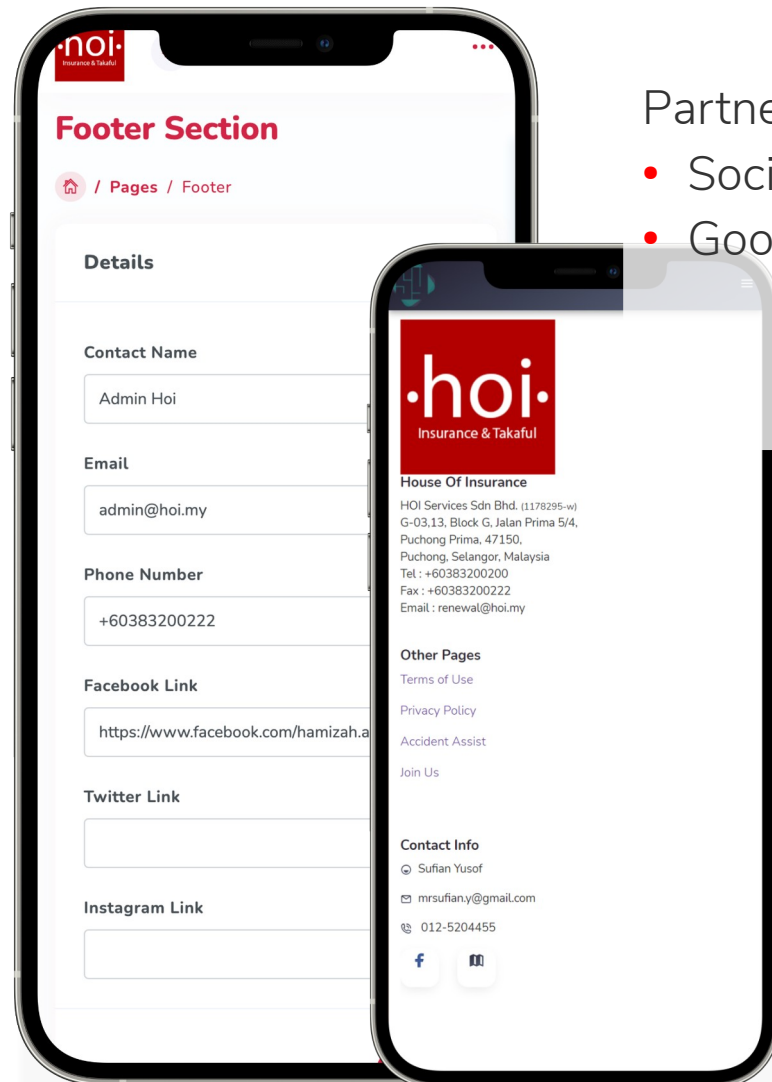 ·hoi·
Insurance & Takaful
Footer Section
/ Pages / Footer
Details
Contact Name
Admin Hoi
Email
admin@hoi.my
Phone Number
+60383200222
Facebook Link
https://www.facebook.com/hamizah.a
Twitter Link
Instagram Link
Partne
• Soci
• Goo
·hoi·
Insurance & Takaful
House Of Insurance
HOI Services Sdn Bhd. (1178295-w)
G-03,13, Block G, Jalan Prima 5/4,
Puchong Prima, 47150,
Puchong, Selangor, Malaysia
Tel : +60383200200
Fax : +60383200222
Email : renewal@hoi.my
Other Pages
Terms of Use
Privacy Policy
Accident Assist
Join Us
Contact Info
Sufian Yusof
mrsufian.y@gmail.com
012-5204455